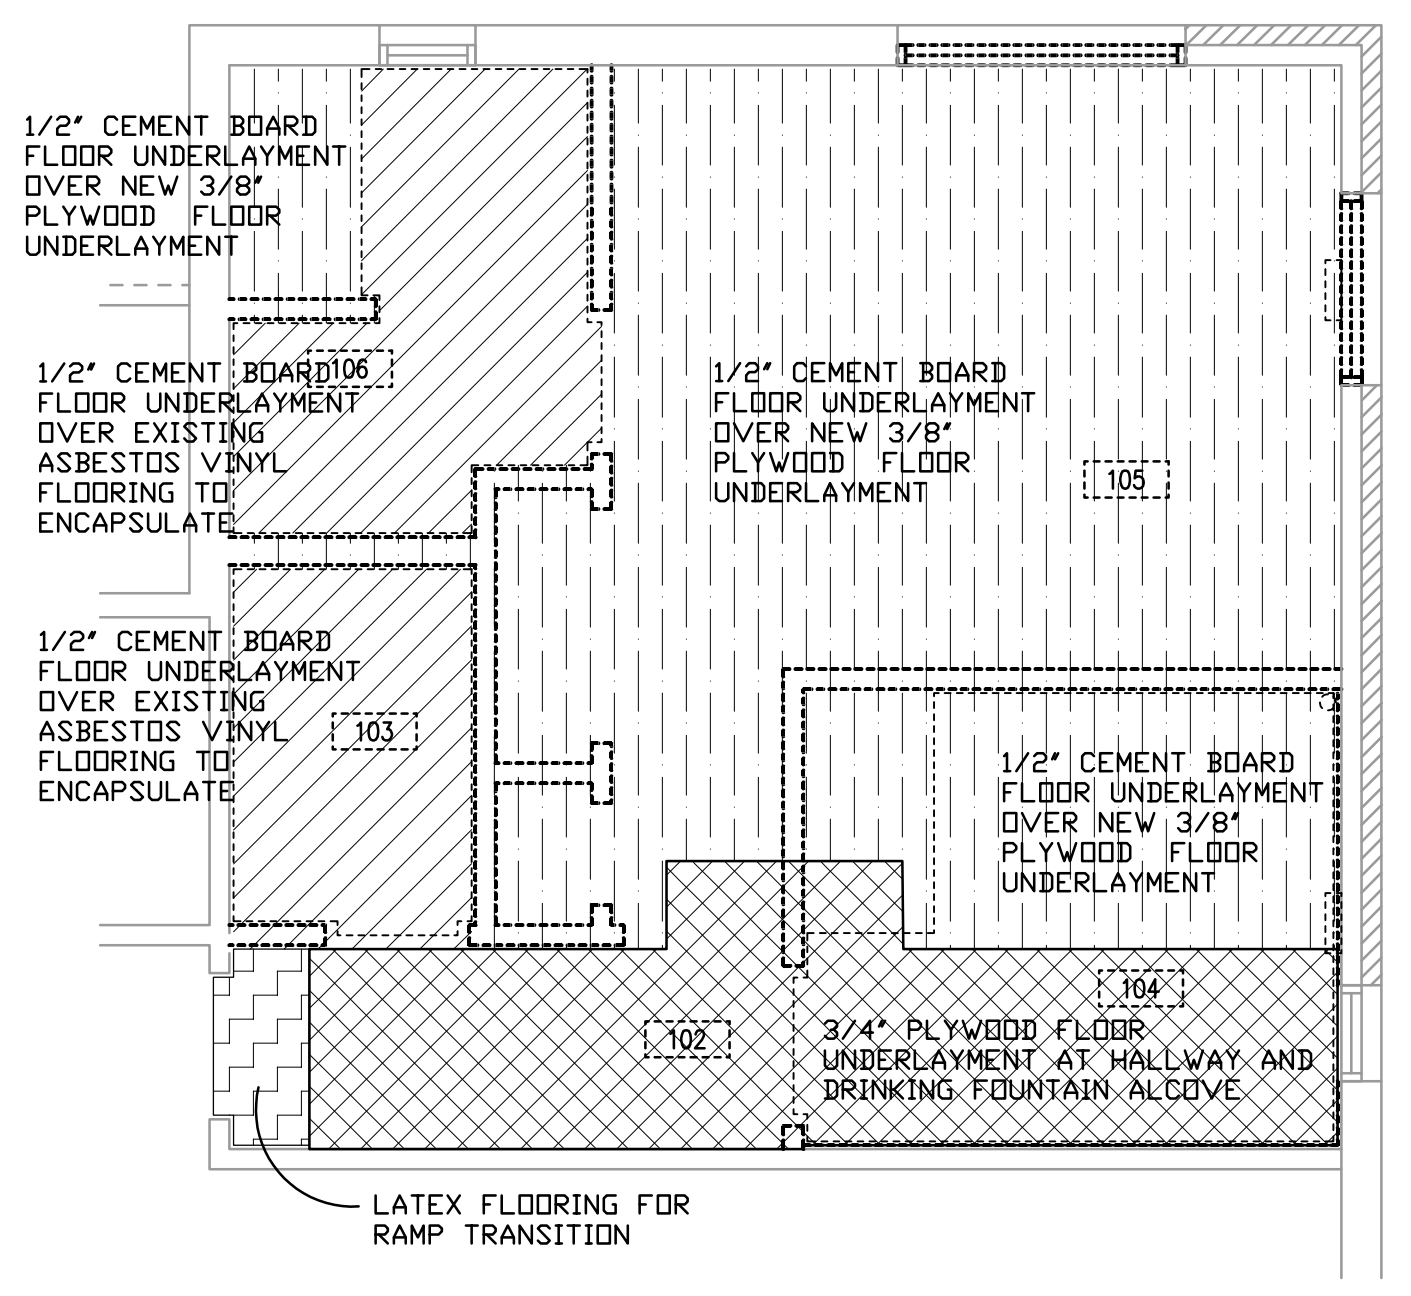 1/2" CEMENT BOARD
FLOOR UNDERLAYMENT
OVER NEW 3/8"
PLYWOOD FLOOR
UNDERLAYMENT
106
1/2" CEMENT BOARD
FLOOR UNDERLAYMENT
OVER EXISTING
ASBESTOS VINYL
FLOORING TO
ENCAPSULATE
1/2" CEMENT BOARD
FLOOR UNDERLAYMENT
OVER NEW 3/8"
PLYWOOD FLOOR
UNDERLAYMENT
105
1/2" CEMENT BOARD
FLOOR UNDERLAYMENT
OVER EXISTING
ASBESTOS VINYL
FLOORING TO
ENCAPSULATE
103
1/2" CEMENT BOARD
FLOOR UNDERLAYMENT
OVER NEW 3/8"
PLYWOOD FLOOR
UNDERLAYMENT
104
102
3/4" PLYWOOD FLOOR
UNDERLAYMENT AT HALLWAY AND
DRINKING FOUNTAIN ALCOVE
LATEX FLOORING FOR
RAMP TRANSITION